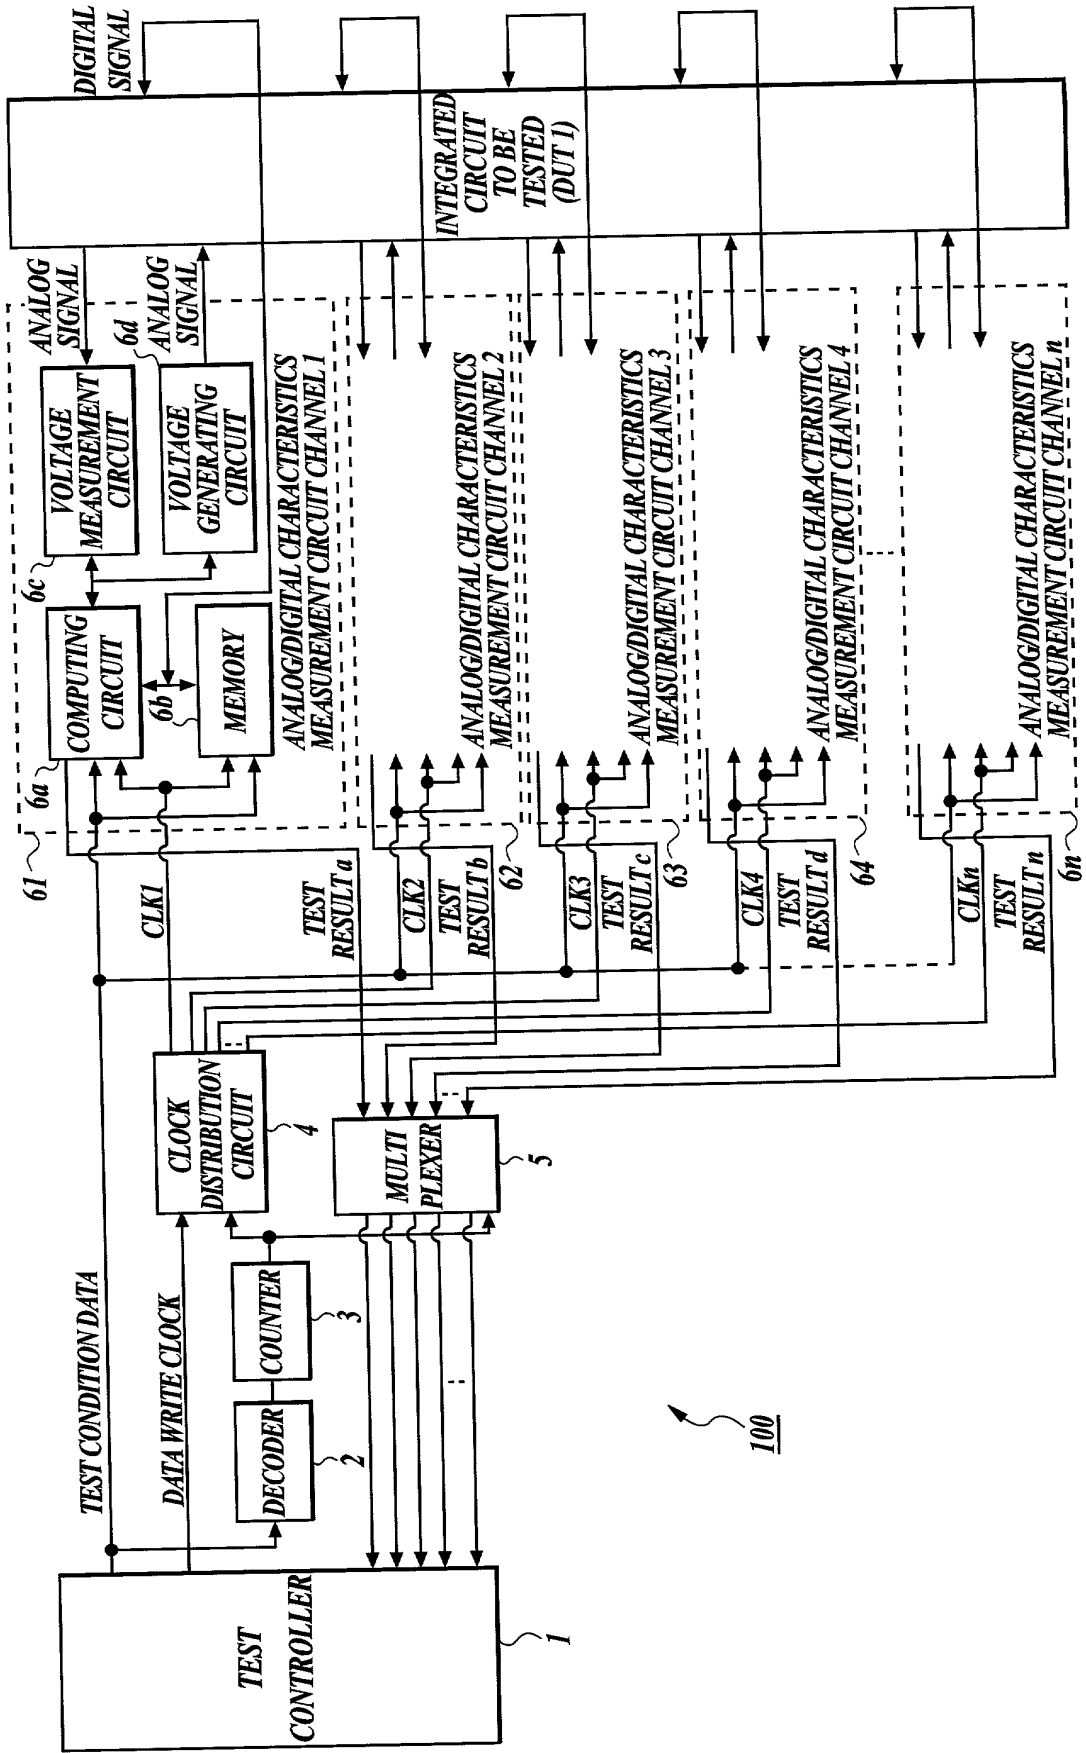 TEST
CONTROLLER
1
TEST CONDITION DATA
DATA WRITE CLOCK
DECODER
2
COUNTER
3
CLOCK
DISTRIBUTION
CIRCUIT
4
MULTI
PLEXER
5
CLK1
TEST
RESULT a
CLK2
TEST
RESULT b
CLK3
TEST
RESULT c
CLK4
TEST
RESULT d
CLKn
TEST
RESULT n
61
6a
COMPUTING
CIRCUIT
6b
MEMORY
6c
VOLTAGE
MEASUREMENT
CIRCUIT
6d
VOLTAGE
GENERATING
CIRCUIT
ANALOG
SIGNAL
ANALOG
SIGNAL
DIGITAL
SIGNAL
ANALOG/DIGITAL CHARACTERISTICS
MEASUREMENT CIRCUIT CHANNEL 1
62
ANALOG/DIGITAL CHARACTERISTICS
MEASUREMENT CIRCUIT CHANNEL 2
63
ANALOG/DIGITAL CHARACTERISTICS
MEASUREMENT CIRCUIT CHANNEL 3
64
ANALOG/DIGITAL CHARACTERISTICS
MEASUREMENT CIRCUIT CHANNEL 4
6n
ANALOG/DIGITAL CHARACTERISTICS
MEASUREMENT CIRCUIT CHANNEL n
INTEGRATED
CIRCUIT
TO BE
TESTED
(DUT 1)
100